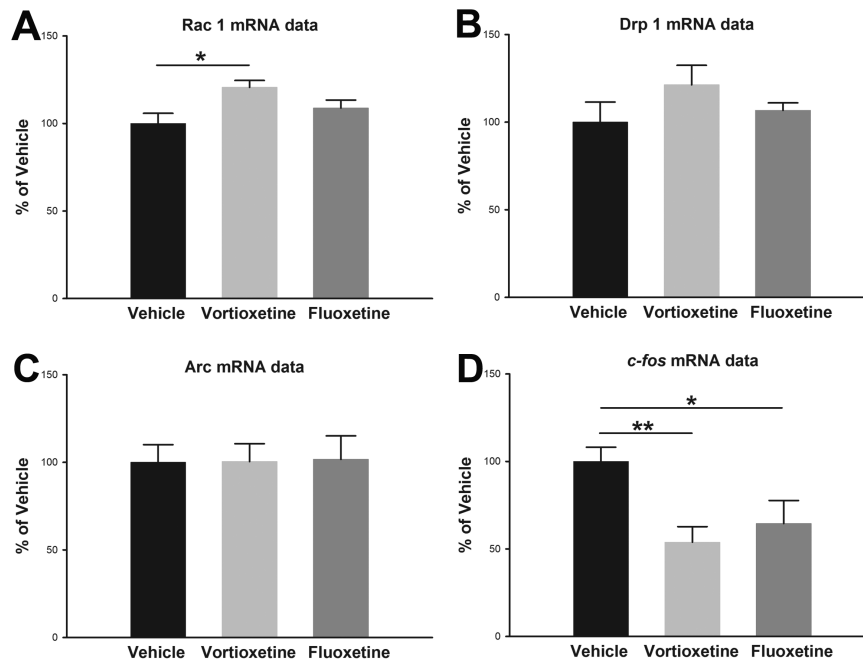 A
Rac 1 mRNA data
% of Vehicle
150
100
50
0
*
Vehicle Vortioxetine Fluoxetine
B
Drp 1 mRNA data
% of Vehicle
150
100
50
0
Vehicle Vortioxetine Fluoxetine
C
Arc mRNA data
% of Vehicle
150
100
50
0
Vehicle Vortioxetine Fluoxetine
D
c-fos mRNA data
% of Vehicle
150
100
50
0
*
**
Vehicle Vortioxetine Fluoxetine